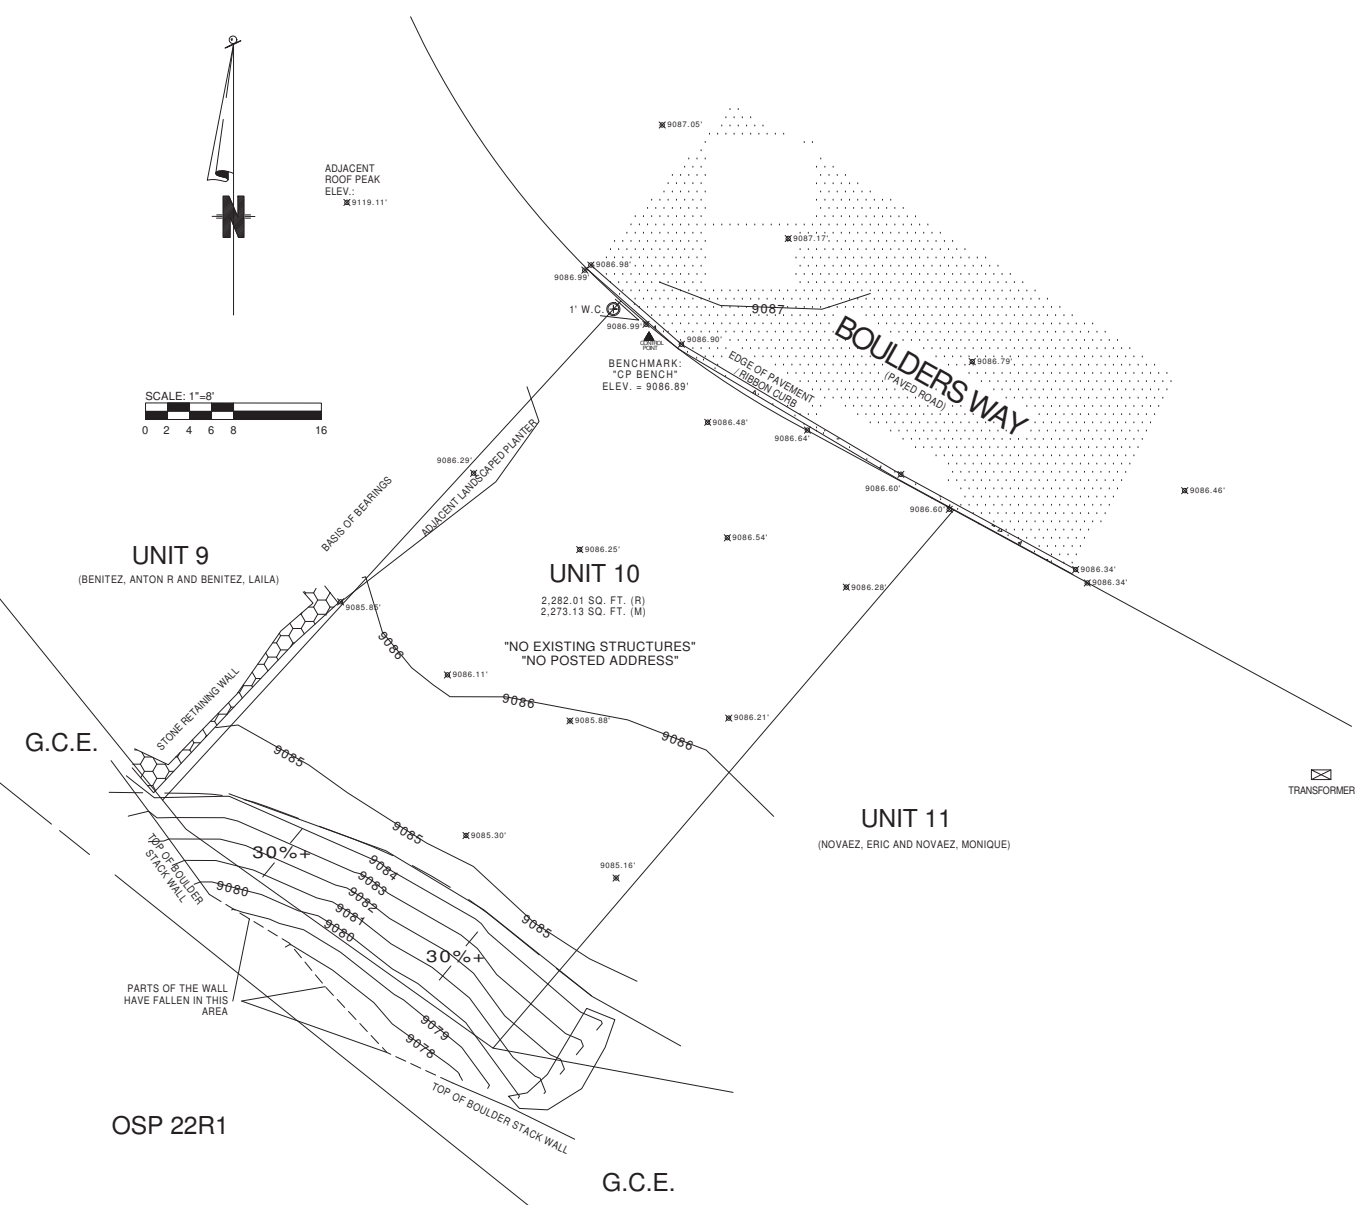 9087.05'
ADJACENT
ROOF PEAK
ELEV.:
9119.11'
N
9087.17'
9086.98'
9086.99'
1' W.C.
9087
9086.99'
CONTROL
POINT
9086.90'
BENCHMARK:
"CP BENCH"
ELEV. = 9086.89'
EDGE OF PAVEMENT
/ RIBBON CURB
BOULDERS WAY
(PAVED ROAD)
9086.79'
SCALE: 1"=8'
0 2 4 6 8 16
9086.48'
9086.64'
9086.29'
ADJACENT LANDSCAPED PLANTER
BASIS OF BEARINGS
9086.60'
9086.46'
9086.60'
UNIT 9
(BENITEZ, ANTON R AND BENITEZ, LAILA)
9086.25'
9086.54'
UNIT 10
2,282.01 SQ. FT. (R)
2,273.13 SQ. FT. (M)
9086.28'
9086.34'
9086.34'
9085.85'
"NO EXISTING STRUCTURES"
"NO POSTED ADDRESS"
9086
9086.11'
9086
9085.88'
9086.21'
9086
STONE RETAINING WALL
G.C.E.
9085
TRANSFORMER
UNIT 11
(NOVAEZ, ERIC AND NOVAEZ, MONIQUE)
9085
9085.30'
9085.16'
TOP OF BOULDER
STACK WALL
30%+
9084
9083
9082
9081
9080
9080
9085
30%+
PARTS OF THE WALL
HAVE FALLEN IN THIS
AREA
9079
9078
TOP OF BOULDER STACK WALL
OSP 22R1
G.C.E.